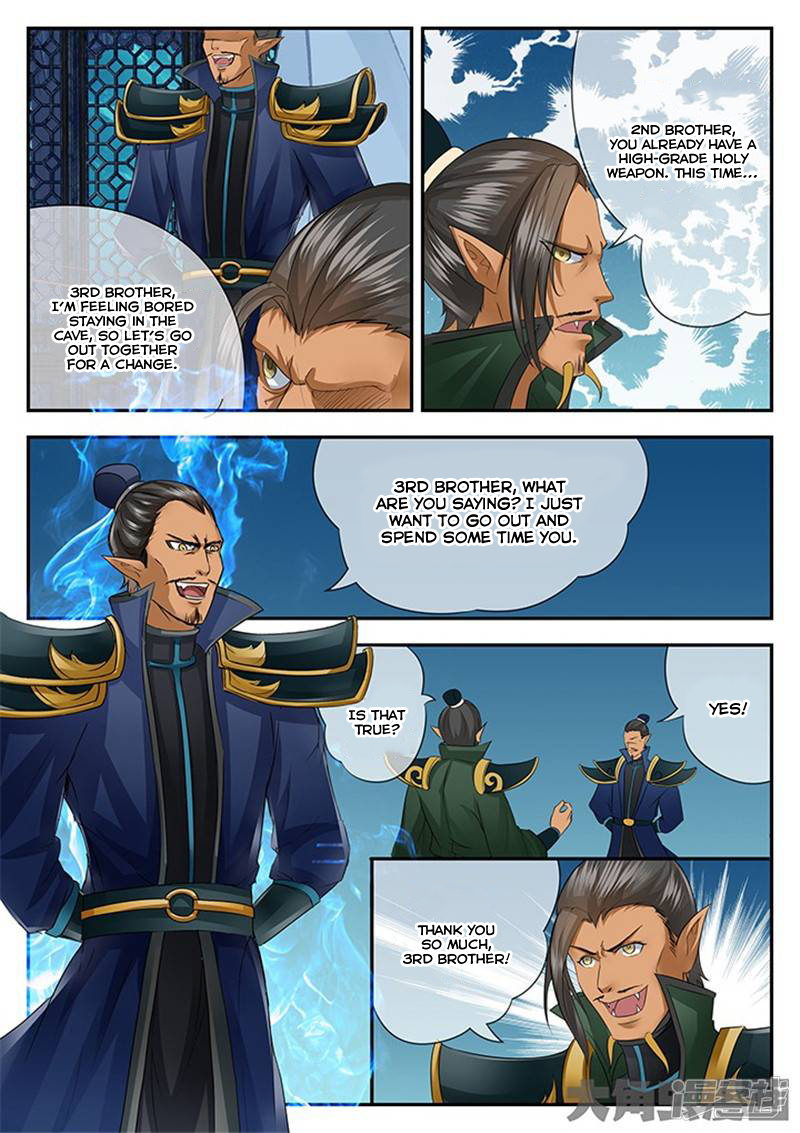 3RD BROTHER,
I'M FEELING BORED
STAYING IN THE
CAVE, SO LET'S GO
OUT TOGETHER
FOR A CHANGE.
2ND BROTHER,
YOU ALREADY HAVE A
HIGH-GRADE HOLY
WEAPON. THIS TIME...
3RD BROTHER, WHAT
ARE YOU SAYING? I JUST
WANT TO GO OUT AND
SPEND SOME TIME YOU.
IS THAT
TRUE?
YES!
THANK YOU
SO MUCH,
3RD BROTHER!
大角虫漫画